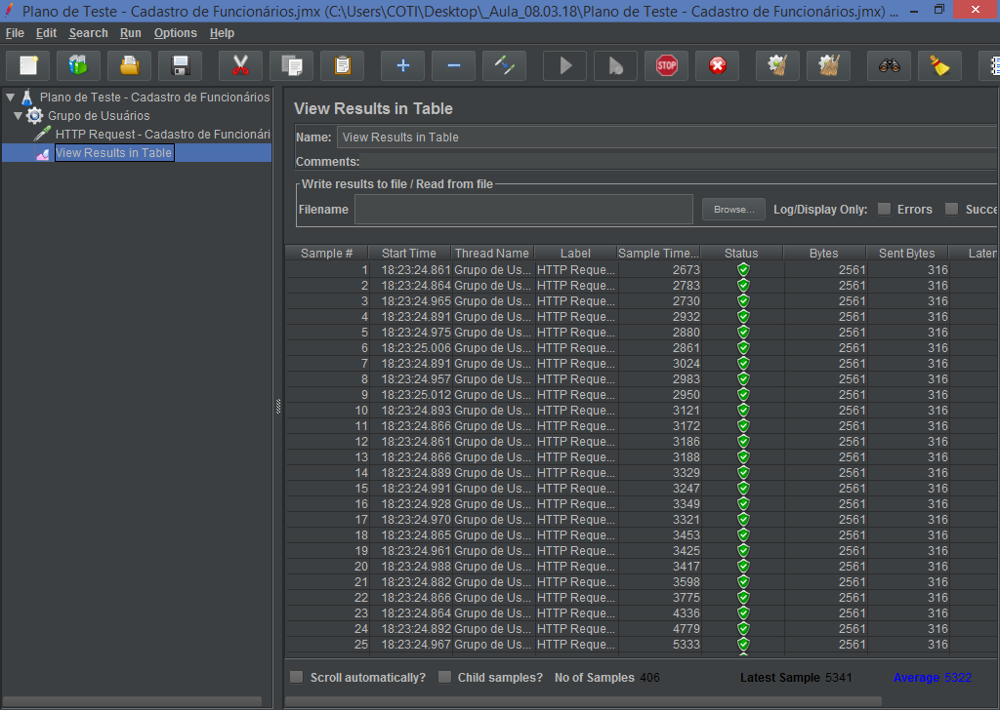 Plano de Teste - Cadastro de Funcionários.jmx (C:\Users\COTI\Desktop\_Aula_08.03.18\Plano de Teste - Cadastro de Funcionários.jmx) ...
File Edit Search Run Options Help
STOP
Plano de Teste - Cadastro de Funcionários
Grupo de Usuários
HTTP Request - Cadastro de Funcionári
View Results in Table
View Results in Table
Name: View Results in Table
Comments:
Write results to file / Read from file
Filename Browse... Log/Display Only: Errors Succe
Sample # Start Time Thread Name Label Sample Time... Status Bytes Sent Bytes Laten
1 18:23:24.861 Grupo de Us... HTTP Reque... 2673 2561 316
2 18:23:24.864 Grupo de Us... HTTP Reque... 2783 2561 316
3 18:23:24.965 Grupo de Us... HTTP Reque... 2730 2561 316
4 18:23:24.891 Grupo de Us... HTTP Reque... 2932 2561 316
5 18:23:24.975 Grupo de Us... HTTP Reque... 2880 2561 316
6 18:23:25.006 Grupo de Us... HTTP Reque... 2861 2561 316
7 18:23:24.891 Grupo de Us... HTTP Reque... 3024 2561 316
8 18:23:24.957 Grupo de Us... HTTP Reque... 2983 2561 316
9 18:23:25.012 Grupo de Us... HTTP Reque... 2950 2561 316
10 18:23:24.893 Grupo de Us... HTTP Reque... 3121 2561 316
11 18:23:24.866 Grupo de Us... HTTP Reque... 3172 2561 316
12 18:23:24.861 Grupo de Us... HTTP Reque... 3186 2561 316
13 18:23:24.866 Grupo de Us... HTTP Reque... 3188 2561 316
14 18:23:24.889 Grupo de Us... HTTP Reque... 3329 2561 316
15 18:23:24.991 Grupo de Us... HTTP Reque... 3247 2561 316
16 18:23:24.928 Grupo de Us... HTTP Reque... 3349 2561 316
17 18:23:24.970 Grupo de Us... HTTP Reque... 3321 2561 316
18 18:23:24.865 Grupo de Us... HTTP Reque... 3453 2561 316
19 18:23:24.961 Grupo de Us... HTTP Reque... 3425 2561 316
20 18:23:24.988 Grupo de Us... HTTP Reque... 3417 2561 316
21 18:23:24.882 Grupo de Us... HTTP Reque... 3598 2561 316
22 18:23:24.866 Grupo de Us... HTTP Reque... 3775 2561 316
23 18:23:24.864 Grupo de Us... HTTP Reque... 4336 2561 316
24 18:23:24.892 Grupo de Us... HTTP Reque... 4779 2561 316
25 18:23:24.967 Grupo de Us... HTTP Reque... 5333 2561 316
Scroll automatically? Child samples? No of Samples 406 Latest Sample 5341 Average 5322